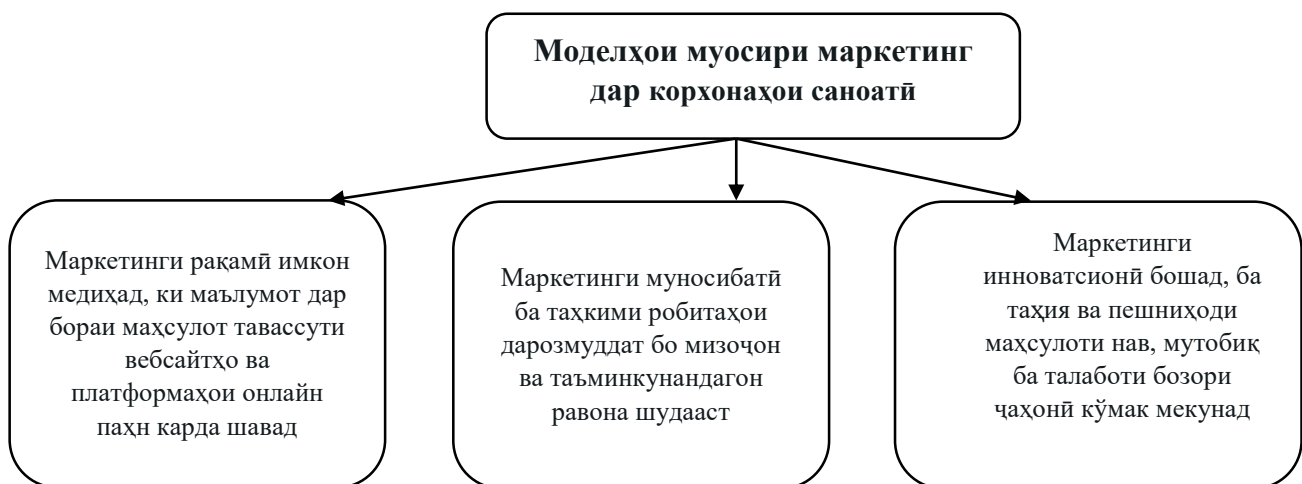 Моделҳои муосири маркетинг
дар корхонаҳои саноатӣ
Маркетинги рақамӣ имкон
медиҳад, ки маълумот дар
бораи маҳсулот тавассути
вебсайтҳо ва
платформаҳои онлайн
паҳн карда шавад
Маркетинги муносибатӣ
ба таҳкими робитаҳои
дарозмуддат бо мизоҷон
ва таъминкунандагон
равона шудааст
Маркетинги
инноватсионӣ бошад, ба
таҳия ва пешниҳоди
маҳсулоти нав, мутобиқ
ба талаботи бозори
ҷаҳонӣ кӯмак мекунад